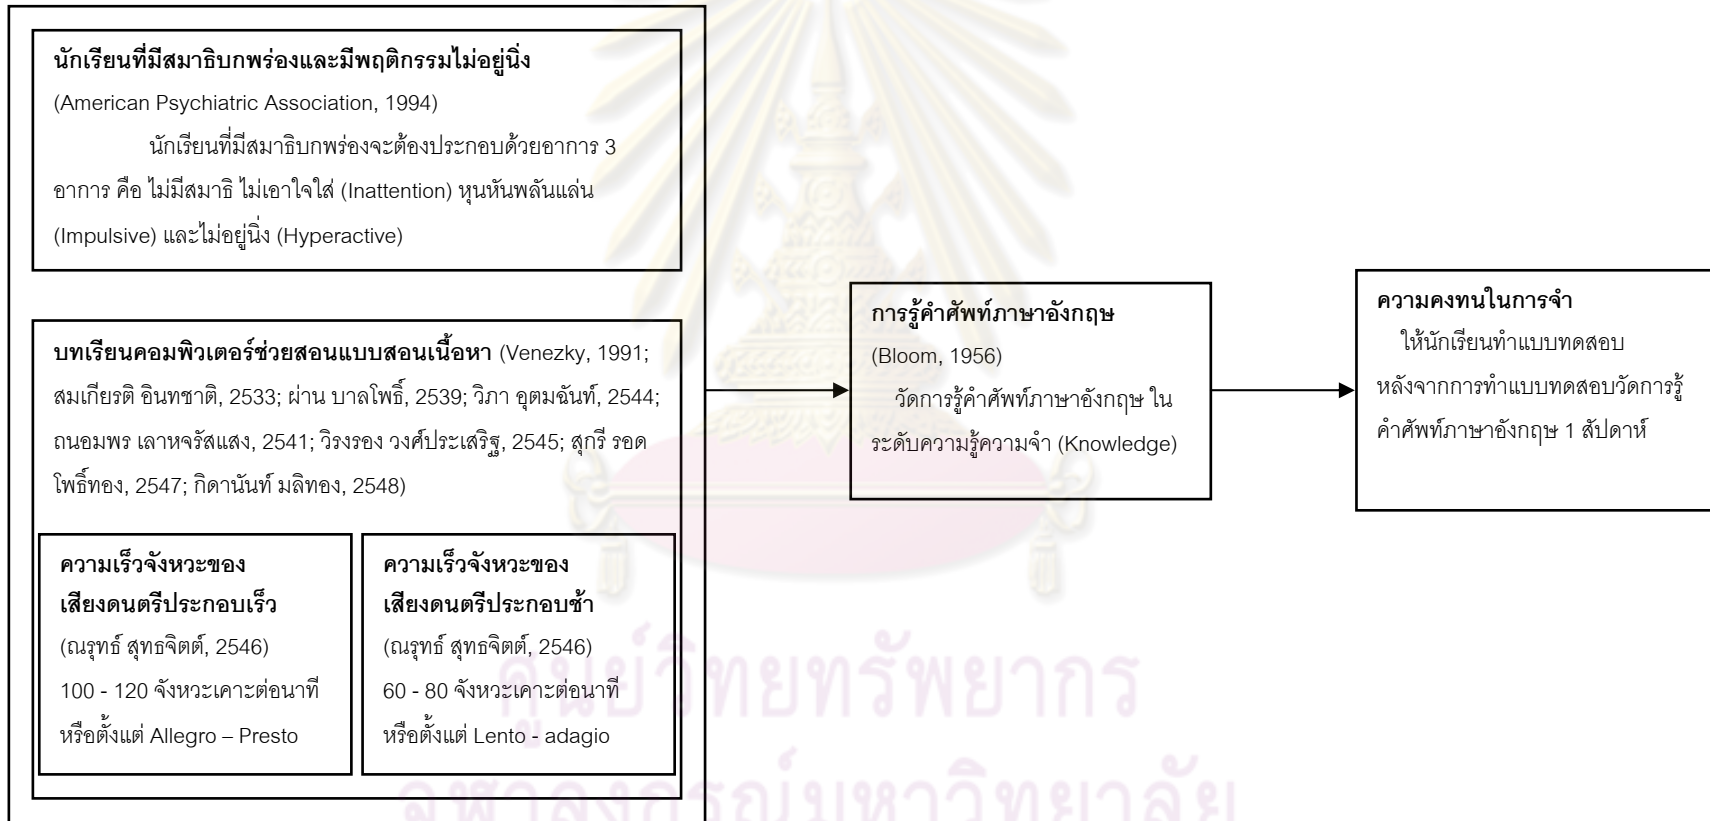 นักเรียนที่มีสมาธิบกพร่องและมีพฤติกรรมไม่อยู่นิ่ง
(American Psychiatric Association, 1994)
นักเรียนที่มีสมาธิบกพร่องจะต้องประกอบด้วยอาการ 3
อาการ คือ ไม่มีสมาธิ ไม่เอาใจใส่ (Inattention) หุนหันพลันแล่น
(Impulsive) และไม่อยู่นิ่ง (Hyperactive)
บทเรียนคอมพิวเตอร์ช่วยสอนแบบสอนเนื้อหา (Venezky, 1991;
สมเกียรติ อินทชาติ, 2533; ผ่าน บาลโพธิ์, 2539; วิภา อุตมฉันท์, 2544;
ถนอมพร เลาหจรัสแสง, 2541; วิรงรอง วงศ์ประเสริฐ, 2545; สุกรี รอด
โพธิ์ทอง, 2547; กิดานันท์ มลิทอง, 2548)
ความเร็วจังหวะของ
เสียงดนตรีประกอบเร็ว
(ณรุทธ์ สุทธจิตต์, 2546)
100 - 120 จังหวะเคาะต่อนาที
หรือตั้งแต่ Allegro – Presto
ความเร็วจังหวะของ
เสียงดนตรีประกอบช้า
(ณรุทธ์ สุทธจิตต์, 2546)
60 - 80 จังหวะเคาะต่อนาที
หรือตั้งแต่ Lento - adagio
การรู้คำศัพท์ภาษาอังกฤษ
(Bloom, 1956)
วัดการรู้คำศัพท์ภาษาอังกฤษ ใน
ระดับความรู้ความจำ (Knowledge)
ความคงทนในการจำ
ให้นักเรียนทำแบบทดสอบ
หลังจากการทำแบบทดสอบวัดการรู้
คำศัพท์ภาษาอังกฤษ 1 สัปดาห์
ศูนย์วิทยทรัพยากร
จุฬาลงกรณ์มหาวิทยาลัย